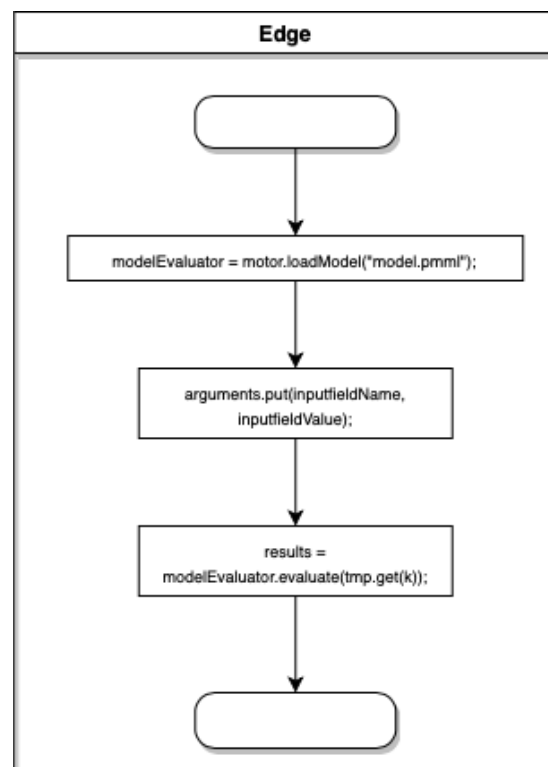 Edge
modelEvaluator = motor.loadModel("model.pmml");
arguments.put(inputfieldName,
inputfieldValue);
results =
modelEvaluator.evaluate(tmp.get(k));